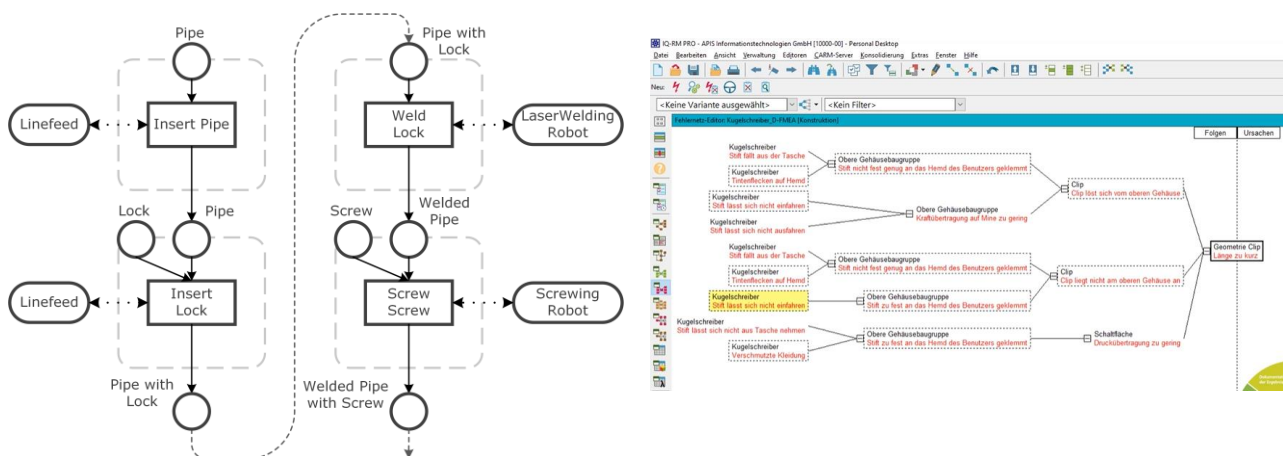 Pipe
Insert Pipe
Linefeed
Lock
Pipe
Insert
Lock
Linefeed
Pipe with
Lock
Pipe with
Lock
Weld
Lock
LaserWelding
Robot
Screw
Welded
Pipe
Screw
Screw
Screwing
Robot
Welded Pipe
with Screw
IQ-RM PRO - APIS Informationstechnologien GmbH [10000-00] - Personal Desktop
Datei Bearbeiten Ansicht Verwaltung Editoren CARM-Server Konsolidierung Extras Fenster Hilfe
Neu:
<Keine Variante ausgewählt> <Kein Filter>
Fehlernetz-Editor: Kugelschreiber_D-FMEA [Konstruktion]
Folgen Ursachen
Kugelschreiber
Stift fällt aus der Tasche
Kugelschreiber
Tintenflecken auf Hemd
Obere Gehäusebaugruppe
Stift nicht fest genug an das Hemd des Benutzers geklemmt
Kugelschreiber
Stift lässt sich nicht einfahren
Kugelschreiber
Stift lässt sich nicht ausfahren
Obere Gehäusebaugruppe
Kraftübertragung auf Mine zu gering
Clip
Clip löst sich vom oberen Gehäuse
Kugelschreiber
Stift fällt aus der Tasche
Kugelschreiber
Tintenflecken auf Hemd
Obere Gehäusebaugruppe
Stift nicht fest genug an das Hemd des Benutzers geklemmt
Kugelschreiber
Stift lässt sich nicht einfahren
Obere Gehäusebaugruppe
Stift zu fest an das Hemd des Benutzers geklemmt
Clip
Clip liegt nicht am oberen Gehäuse an
Kugelschreiber
Stift lässt sich nicht aus Tasche nehmen
Kugelschreiber
Verschmutzte Kleidung
Obere Gehäusebaugruppe
Stift zu fest an das Hemd des Benutzers geklemmt
Schaltfläche
Druckübertragung zu gering
Geometrie Clip
Länge zu kurz